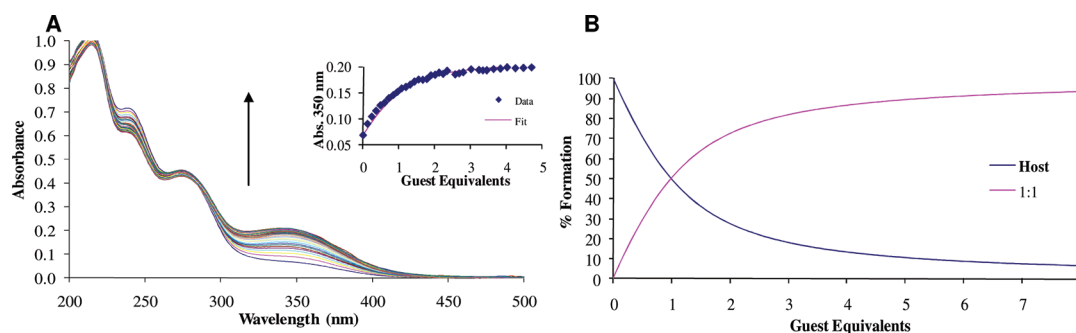 A
Absorbance
1.0
0.9
0.8
0.7
0.6
0.5
0.4
0.3
0.2
0.1
0.0
200 250 300 350 400 450 500
Wavelength (nm)
Abs. 350 nm
0.20
0.15
0.10
0.05
0 1 2 3 4 5
Guest Equivalents
Data
Fit
B
% Formation
100
90
80
70
60
50
40
30
20
10
0
0 1 2 3 4 5 6 7
Guest Equivalents
Host
1:1